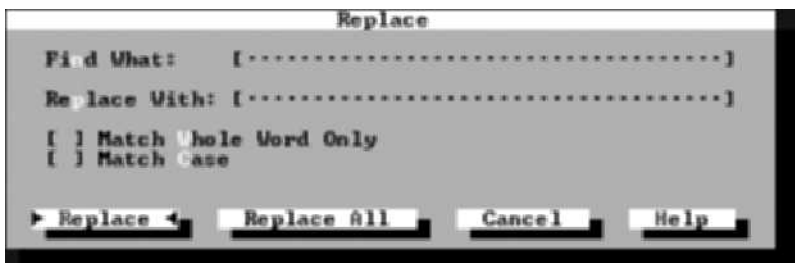 Replace
Find What: [·····································]
Replace With: [·····································]
[ ] Match Whole Word Only
[ ] Match Case
► Replace ◄ Replace All Cancel Help